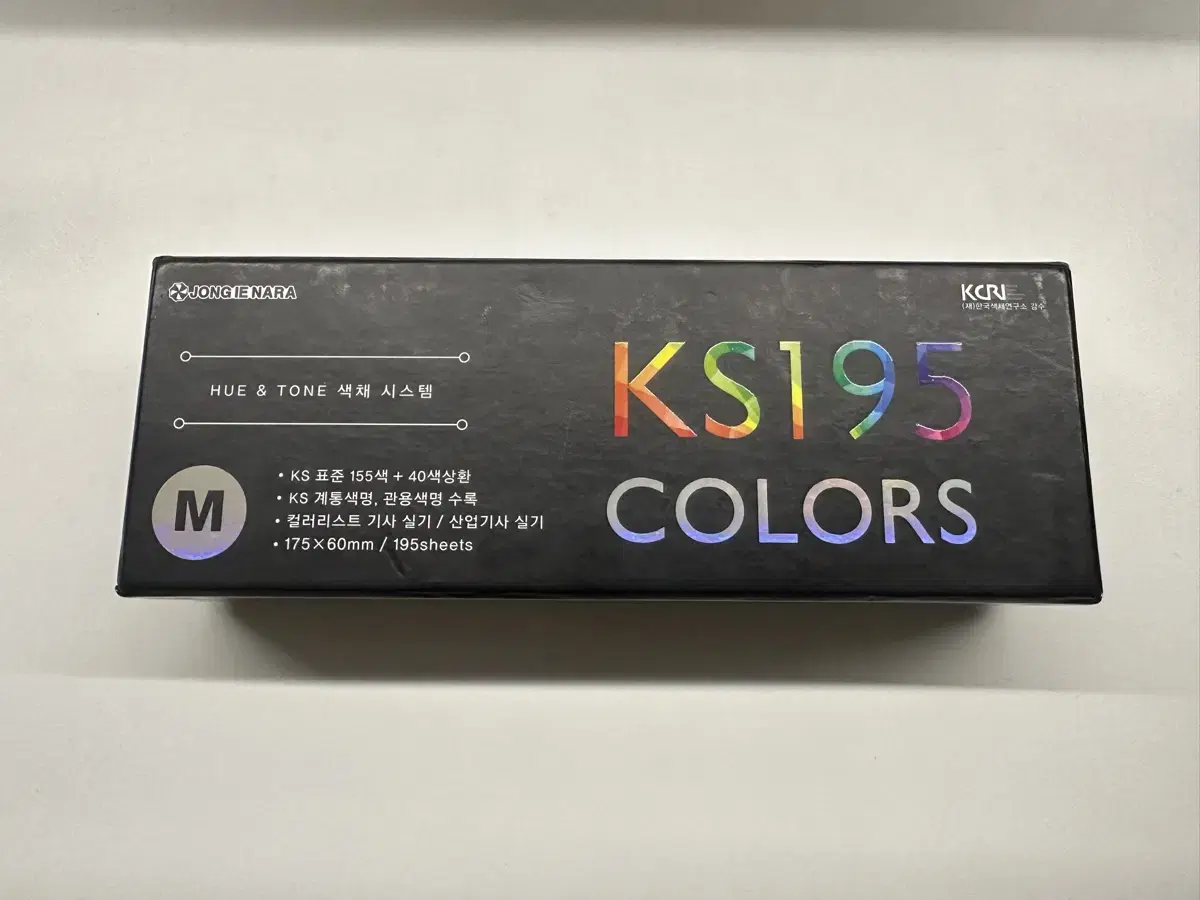 JONGIE NARA
KCRI
(재)한국색채연구소 감수
HUE & TONE 색채 시스템
M
• KS 표준 155색 + 40색상환
• KS 계통색명, 관용색명 수록
• 컬러리스트 기사 실기 / 산업기사 실기
• 175×60mm / 195sheets
KS195
COLORS